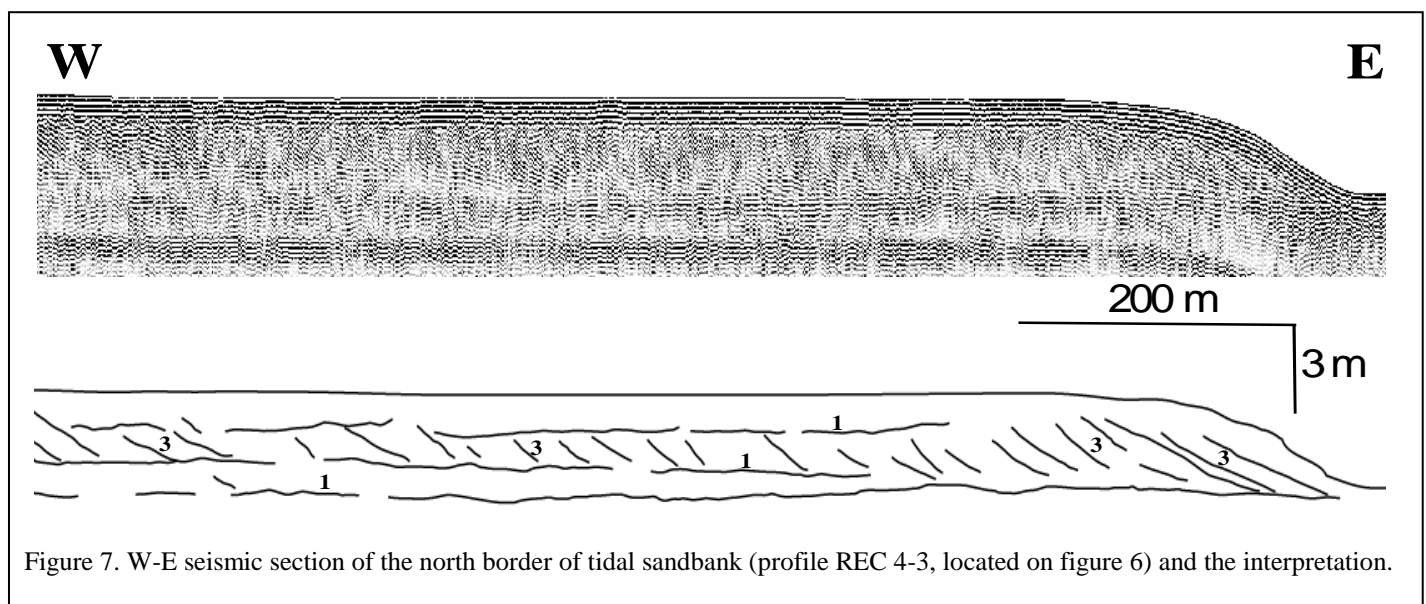 W E
200 m
3 m
1
3 3 1 3 3
1
Figure 7. W-E seismic section of the north border of tidal sandbank (profile REC 4-3, located on figure 6) and the interpretation.